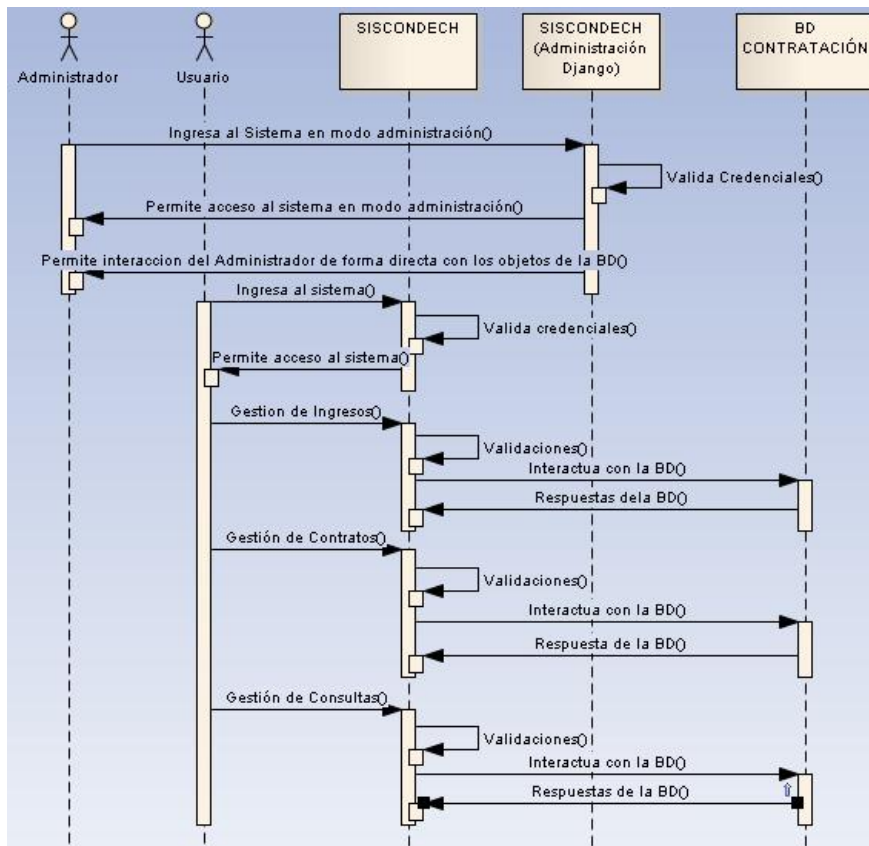 SISCONDECH
SISCONDECH
(Administración
Django)
BD
CONTRATACIÓN
Administrador
Usuario
Ingresa al Sistema en modo administración()
Valida Credenciales()
Permite acceso al sistema en modo administración()
Permite interaccion del Administrador de forma directa con los objetos de la BD()
Ingresa al sistema()
Valida credenciales()
Permite acceso al sistema()
Gestion de Ingresos()
Validaciones()
Interactua con la BD()
Respuestas dela BD()
Gestión de Contratos()
Validaciones()
Interactua con la BD()
Respuesta de la BD()
Gestión de Consultas()
Validaciones()
Interactua con la BD()
Respuestas de la BD()